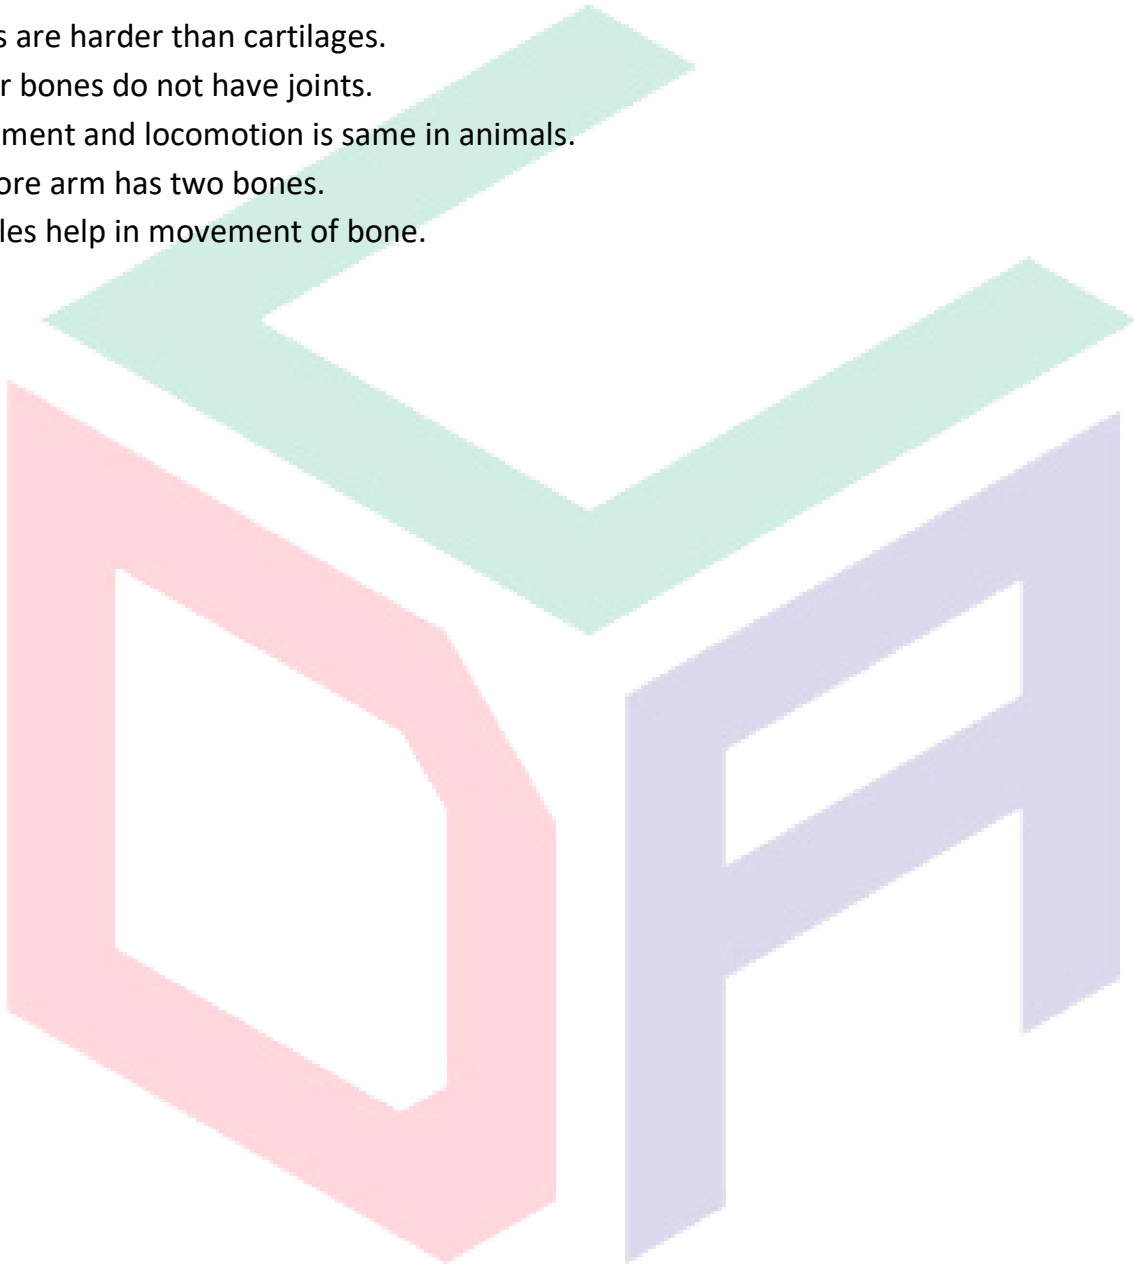 s are harder than cartilages.
r bones do not have joints.
ment and locomotion is same in animals.
ore arm has two bones.
les help in movement of bone.